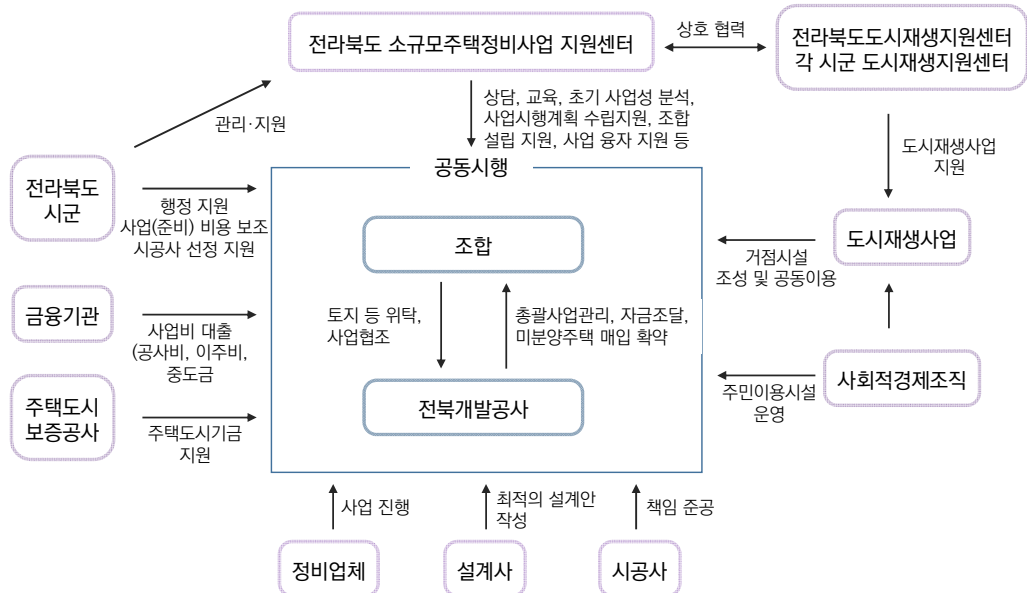 전라북도 소규모주택정비사업 지원센터
상호 협력
전라북도도시재생지원센터
각 시군 도시재생지원센터
관리·지원
상담, 교육, 초기 사업성 분석,
사업시행계획 수립지원, 조합
설립 지원, 사업 융자 지원 등
도시재생사업
지원
공동시행
전라북도
시군
행정 지원
사업(준비) 비용 보조
시공사 선정 지원
조합
거점시설
조성 및 공동이용
도시재생사업
금융기관
사업비 대출
(공사비, 이주비,
중도금
토지 등 위탁,
사업협조
총괄사업관리, 자금조달,
미분양주택 매입 확약
주택도시
보증공사
주택도시기금
지원
전북개발공사
주민이용시설
운영
사회적경제조직
사업 진행
최적의 설계안
작성
책임 준공
정비업체
설계사
시공사